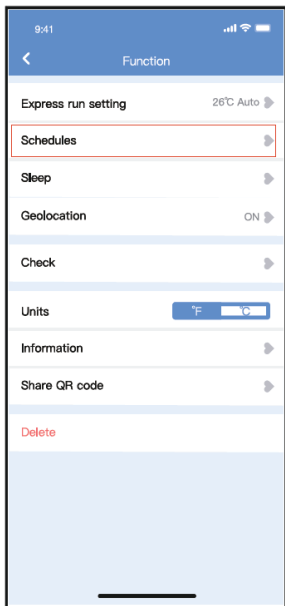 9:41
Function
Express run setting 26℃ Auto
Schedules
Sleep
Geolocation ON
Check
Units °F ℃
Information
Share QR code
Delete